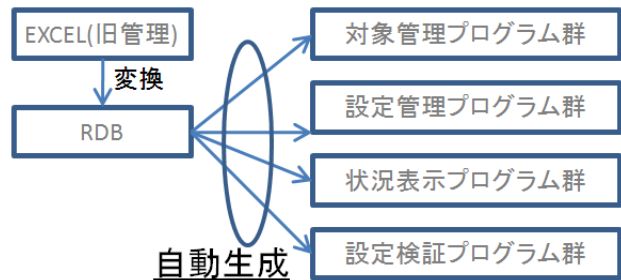 EXCEL(旧管理)
変換
RDB
自動生成
対象管理プログラム群
設定管理プログラム群
状況表示プログラム群
設定検証プログラム群